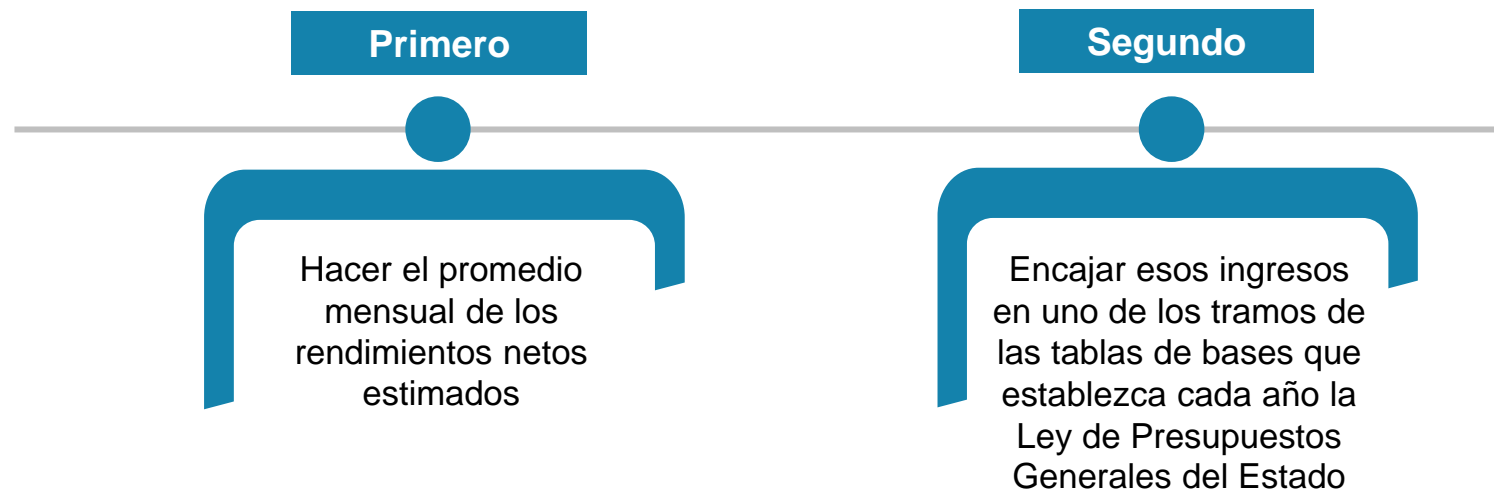 Primero
Hacer el promedio
mensual de los
rendimientos netos
estimados
Segundo
Encajar esos ingresos
en uno de los tramos de
las tablas de bases que
establezca cada año la
Ley de Presupuestos
Generales del Estado